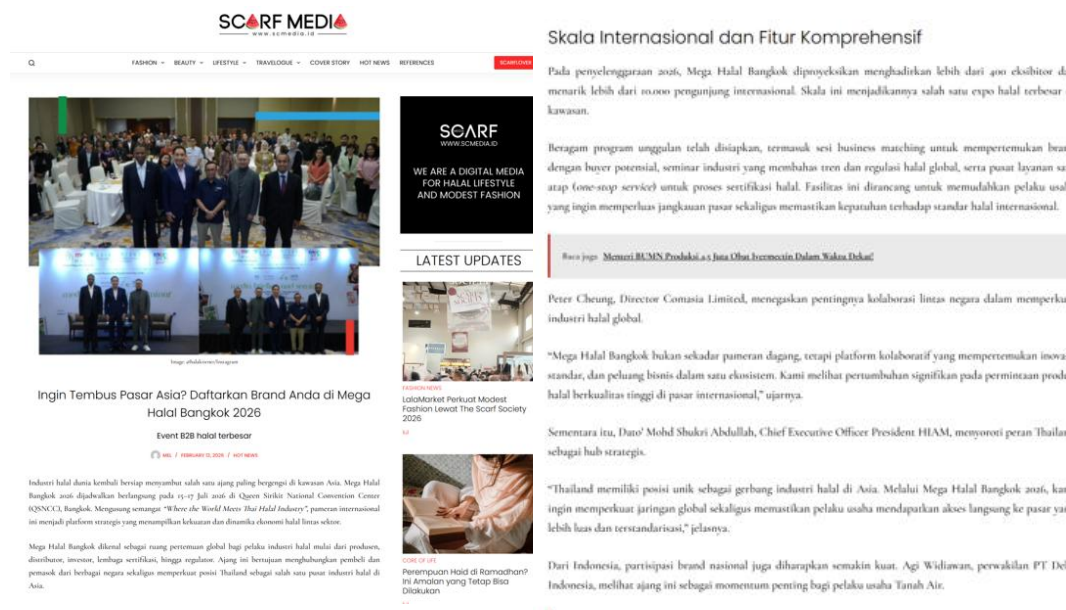 SCARF MEDIA
www.scmedia.id
FASHION
BEAUTY
LIFESTYLE
TRAVELOGUE
COVER STORY
HOT NEWS
REFERENCES
SCARFLOVER
Image: @halalcorner/Instagram
Ingin Tembus Pasar Asia? Daftarkan Brand Anda di Mega
Halal Bangkok 2026
Event B2B halal terbesar
MEL / FEBRUARY 12, 2026 / HOT NEWS
Industri halal dunia kembali bersiap menyambut salah satu ajang paling bergengsi di kawasan Asia. Mega Halal
Bangkok 2026 dijadwalkan berlangsung pada 15–17 Juli 2026 di Queen Sirikit National Convention Center
(QSNCC), Bangkok. Mengusung semangat “Where the World Meets Thai Halal Industry”, pameran internasional
ini menjadi platform strategis yang menampilkan kekuatan dan dinamika ekonomi halal lintas sektor.
Mega Halal Bangkok dikenal sebagai ruang pertemuan global bagi pelaku industri halal mulai dari produsen,
distributor, investor, lembaga sertifikasi, hingga regulator. Ajang ini bertujuan menghubungkan pembeli dan
pemasok dari berbagai negara sekaligus memperkuat posisi Thailand sebagai salah satu pusat industri halal di
Asia.
SCARF
WWW.SCMEDIA.ID
WE ARE A DIGITAL MEDIA
FOR HALAL LIFESTYLE
AND MODEST FASHION
LATEST UPDATES
FASHION NEWS
LalaMarket Perkuat Modest
Fashion Lewat The Scarf Society
2026
CORE OF LIFE
Perempuan Haid di Ramadhan?
Ini Amalan yang Tetap Bisa
Dilakukan
Skala Internasional dan Fitur Komprehensif
Pada penyelenggaraan 2026, Mega Halal Bangkok diproyeksikan menghadirkan lebih dari 400 eksibitor da
menarik lebih dari 10.000 pengunjung internasional. Skala ini menjadikannya salah satu expo halal terbesar
kawasan.
Beragam program unggulan telah disiapkan, termasuk sesi business matching untuk mempertemukan bran
dengan buyer potensial, seminar industri yang membahas tren dan regulasi halal global, serta pusat layanan sa
atap (one-stop service) untuk proses sertifikasi halal. Fasilitas ini dirancang untuk memudahkan pelaku usah
yang ingin memperluas jangkauan pasar sekaligus memastikan kepatuhan terhadap standar halal internasional.
Baca juga Menteri BUMN Produksi 4,5 Juta Obat Ivermectin Dalam Waktu Dekat!
Peter Cheung, Director Comasia Limited, menegaskan pentingnya kolaborasi lintas negara dalam memperku
industri halal global.
“Mega Halal Bangkok bukan sekadar pameran dagang, tetapi platform kolaboratif yang mempertemukan inova
standar, dan peluang bisnis dalam satu ekosistem. Kami melihat pertumbuhan signifikan pada permintaan produ
halal berkualitas tinggi di pasar internasional,” ujarnya.
Sementara itu, Dato’ Mohd Shukri Abdullah, Chief Executive Officer President HIAM, menyoroti peran Thailan
sebagai hub strategis.
“Thailand memiliki posisi unik sebagai gerbang industri halal di Asia. Melalui Mega Halal Bangkok 2026, kam
ingin memperkuat jaringan global sekaligus memastikan pelaku usaha mendapatkan akses langsung ke pasar yan
lebih luas dan terstandarisasi,” jelasnya.
Dari Indonesia, partisipasi brand nasional juga diharapkan semakin kuat. Agi Widiawan, perwakilan PT Del
Indonesia, melihat ajang ini sebagai momentum penting bagi pelaku usaha Tanah Air.